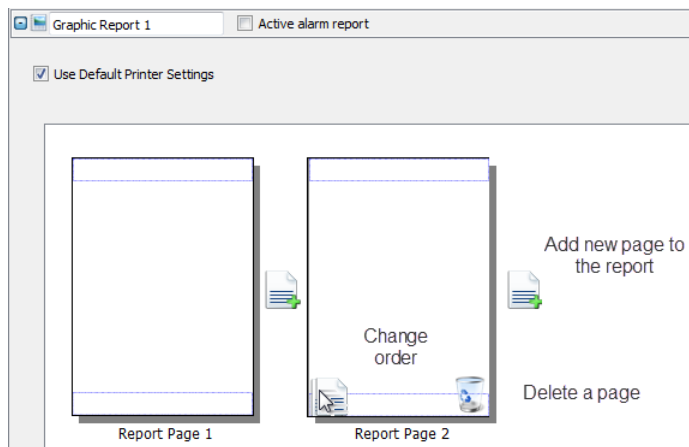 Graphic Report 1
Active alarm report
Use Default Printer Settings
Add new page to
the report
Change
order
Delete a page
Report Page 1
Report Page 2